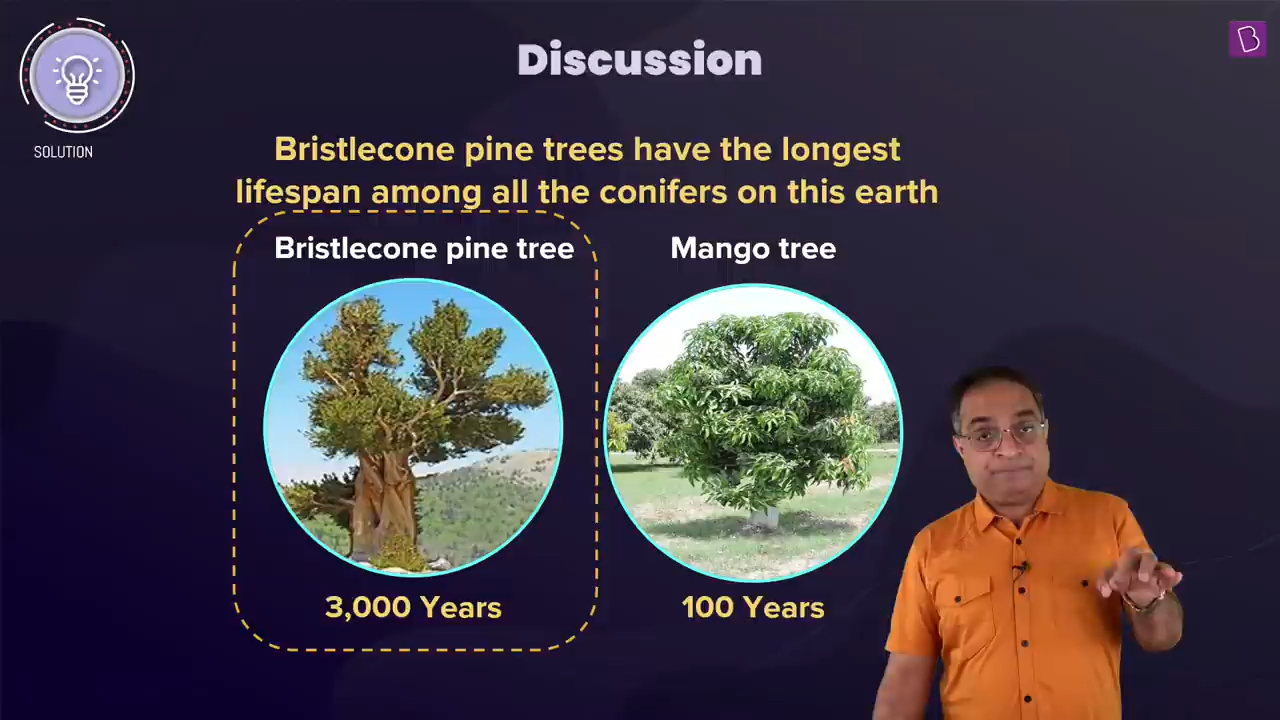 Discussion
SOLUTION
Bristlecone pine trees have the longest
lifespan among all the conifers on this earth
Bristlecone pine tree
Mango tree
3,000 Years
100 Years
B